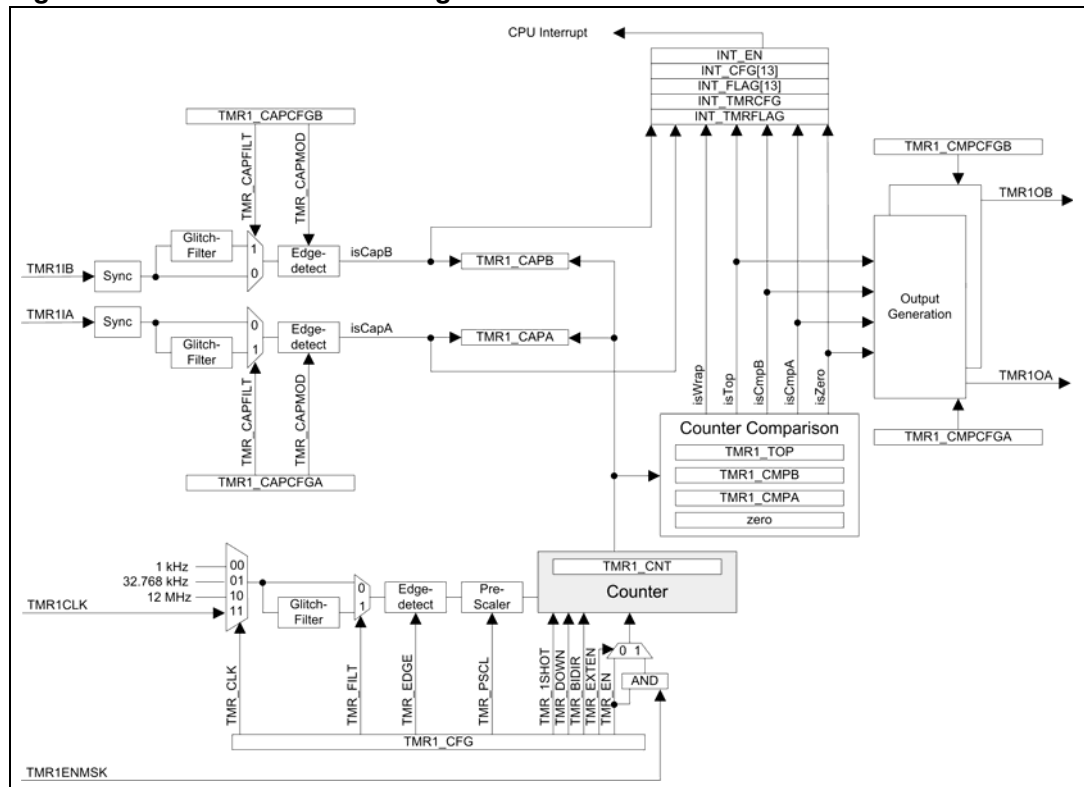 CPU Interrupt
INT_EN
INT_CFG[13]
INT_FLAG[13]
INT_TMRCFG
INT_TMRFLAG
TMR1_CAPCFGB
TMR_CAPFILT
TMR_CAPMOD
TMR1_CMPCFGB
TMR1OB
Glitch-
Filter
1
0
Edge-
detect
isCapB
TMR1_CAPB
TMR1IB
Sync
TMR1IA
Sync
Glitch-
Filter
0
1
Edge-
detect
isCapA
TMR1_CAPA
Output
Generation
TMR1OA
TMR_CAPFILT
TMR_CAPMOD
TMR1_CAPCFGA
isWrap
isTop
isCmpB
isCmpA
isZero
TMR1_CMPCFGA
Counter Comparison
TMR1_TOP
TMR1_CMPB
TMR1_CMPA
zero
1 kHz
32.768 kHz
12 MHz
TMR1CLK
00
01
10
11
Glitch-
Filter
0
1
Edge-
detect
Pre-
Scaler
TMR1_CNT
Counter
0 1
AND
TMR_CLK
TMR_FILT
TMR_EDGE
TMR_PSCL
TMR_1SHOT
TMR_DOWN
TMR_BIDIR
TMR_EXTEN
TMR_EN
TMR1_CFG
TMR1ENMSK